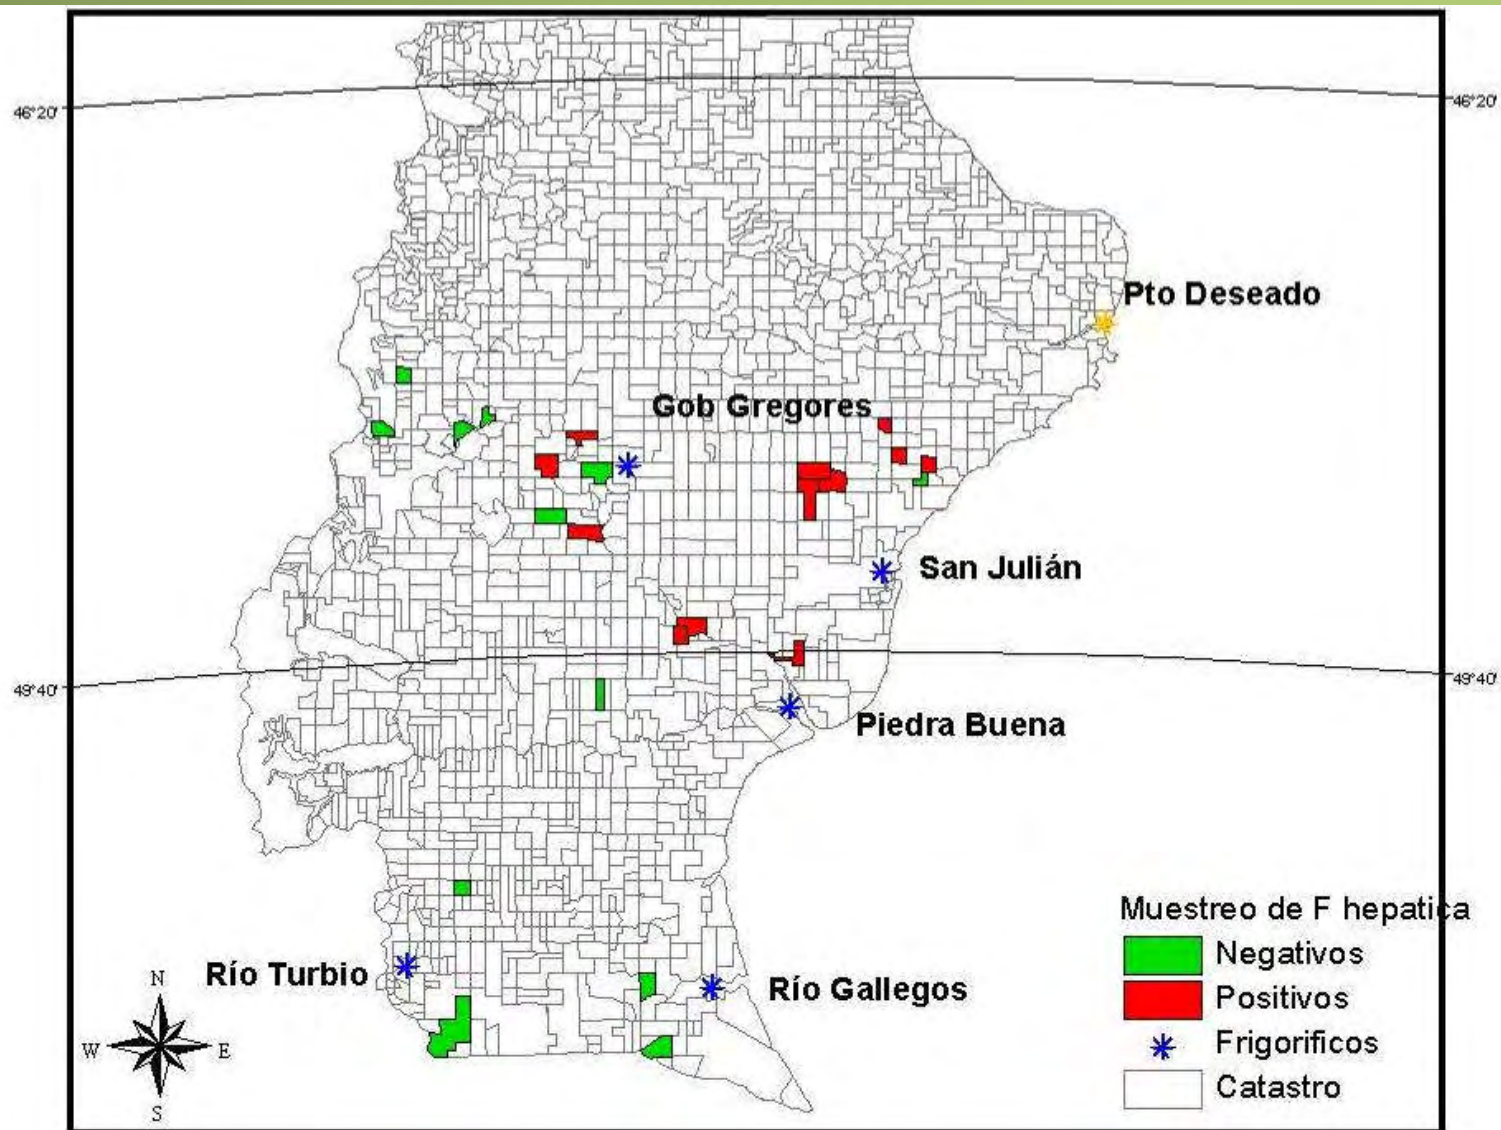 46°20'
46°20'
Pto Deseado
Gob Gregores
San Julián
49°40'
49°40'
Piedra Buena
Muestreo de F hepatica
Negativos
Río Turbio
Río Gallegos
N
Positivos
W
E
Frigorificos
Catastro
S